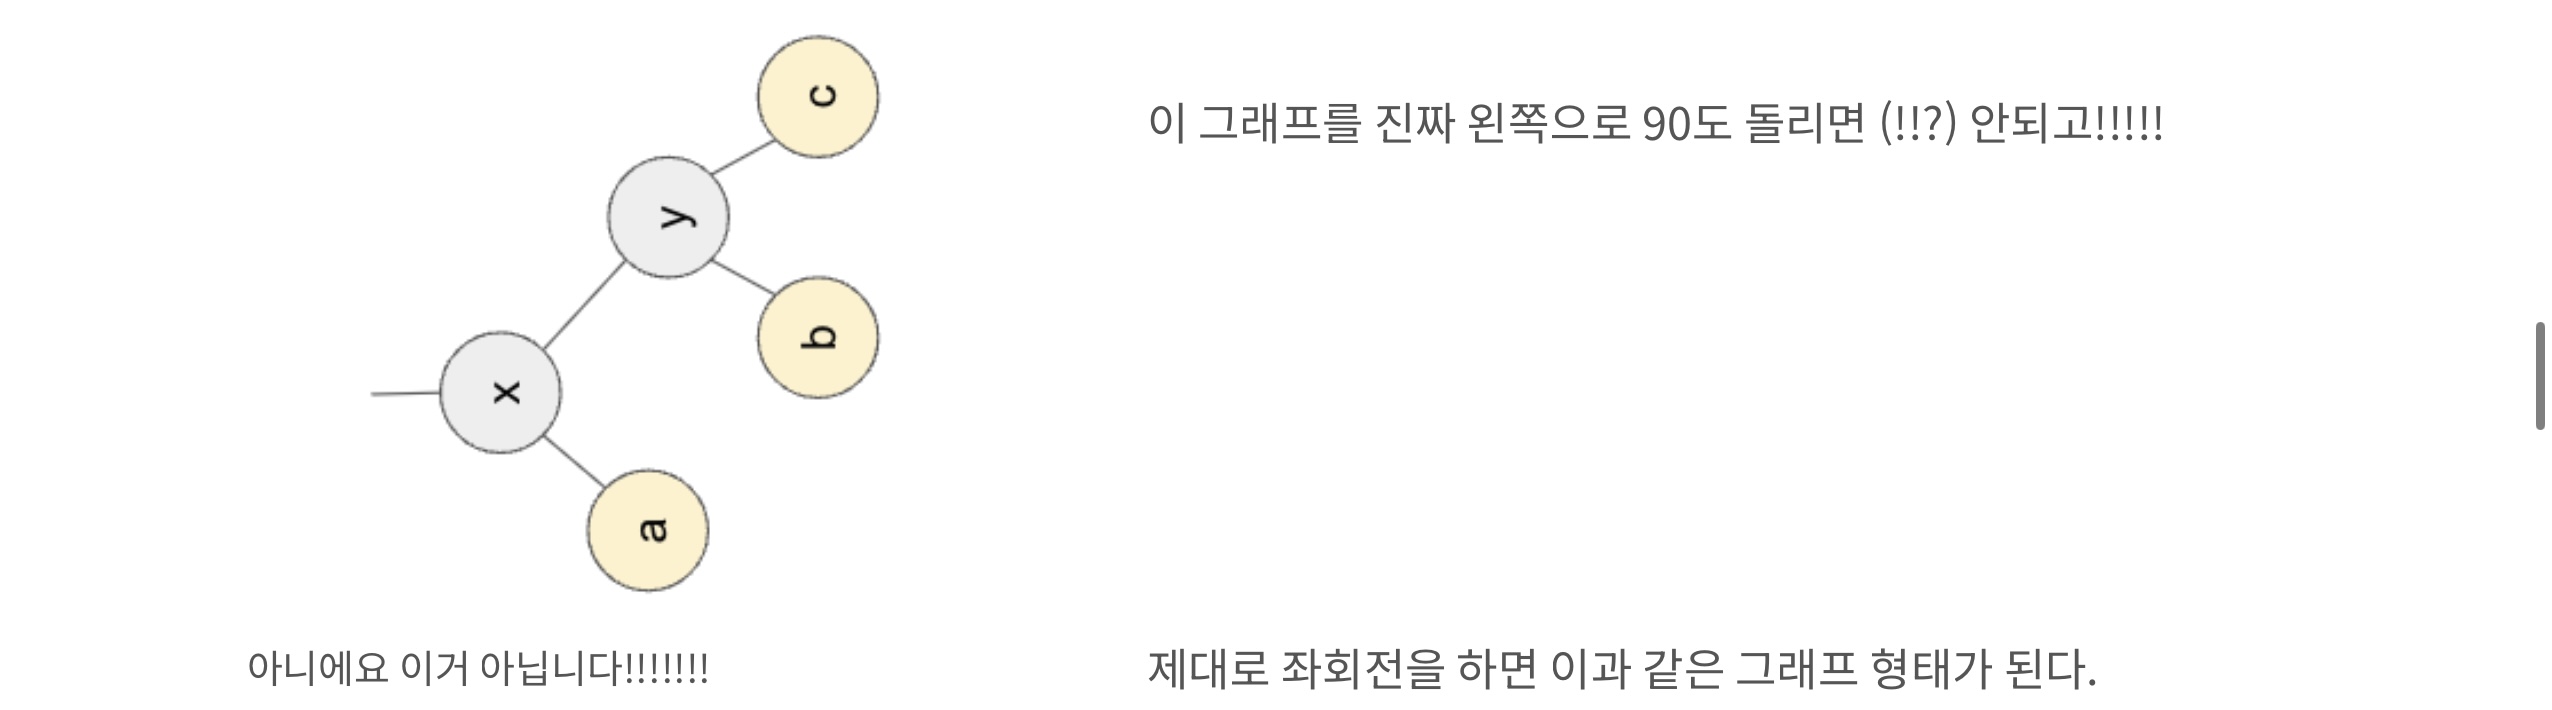 c
y
b
x
a
아니에요 이거 아닙니다!!!!!!!
이 그래프를 진짜 왼쪽으로 90도 돌리면 (!!?) 안되고!!!!!
제대로 좌회전을 하면 이과 같은 그래프 형태가 된다.